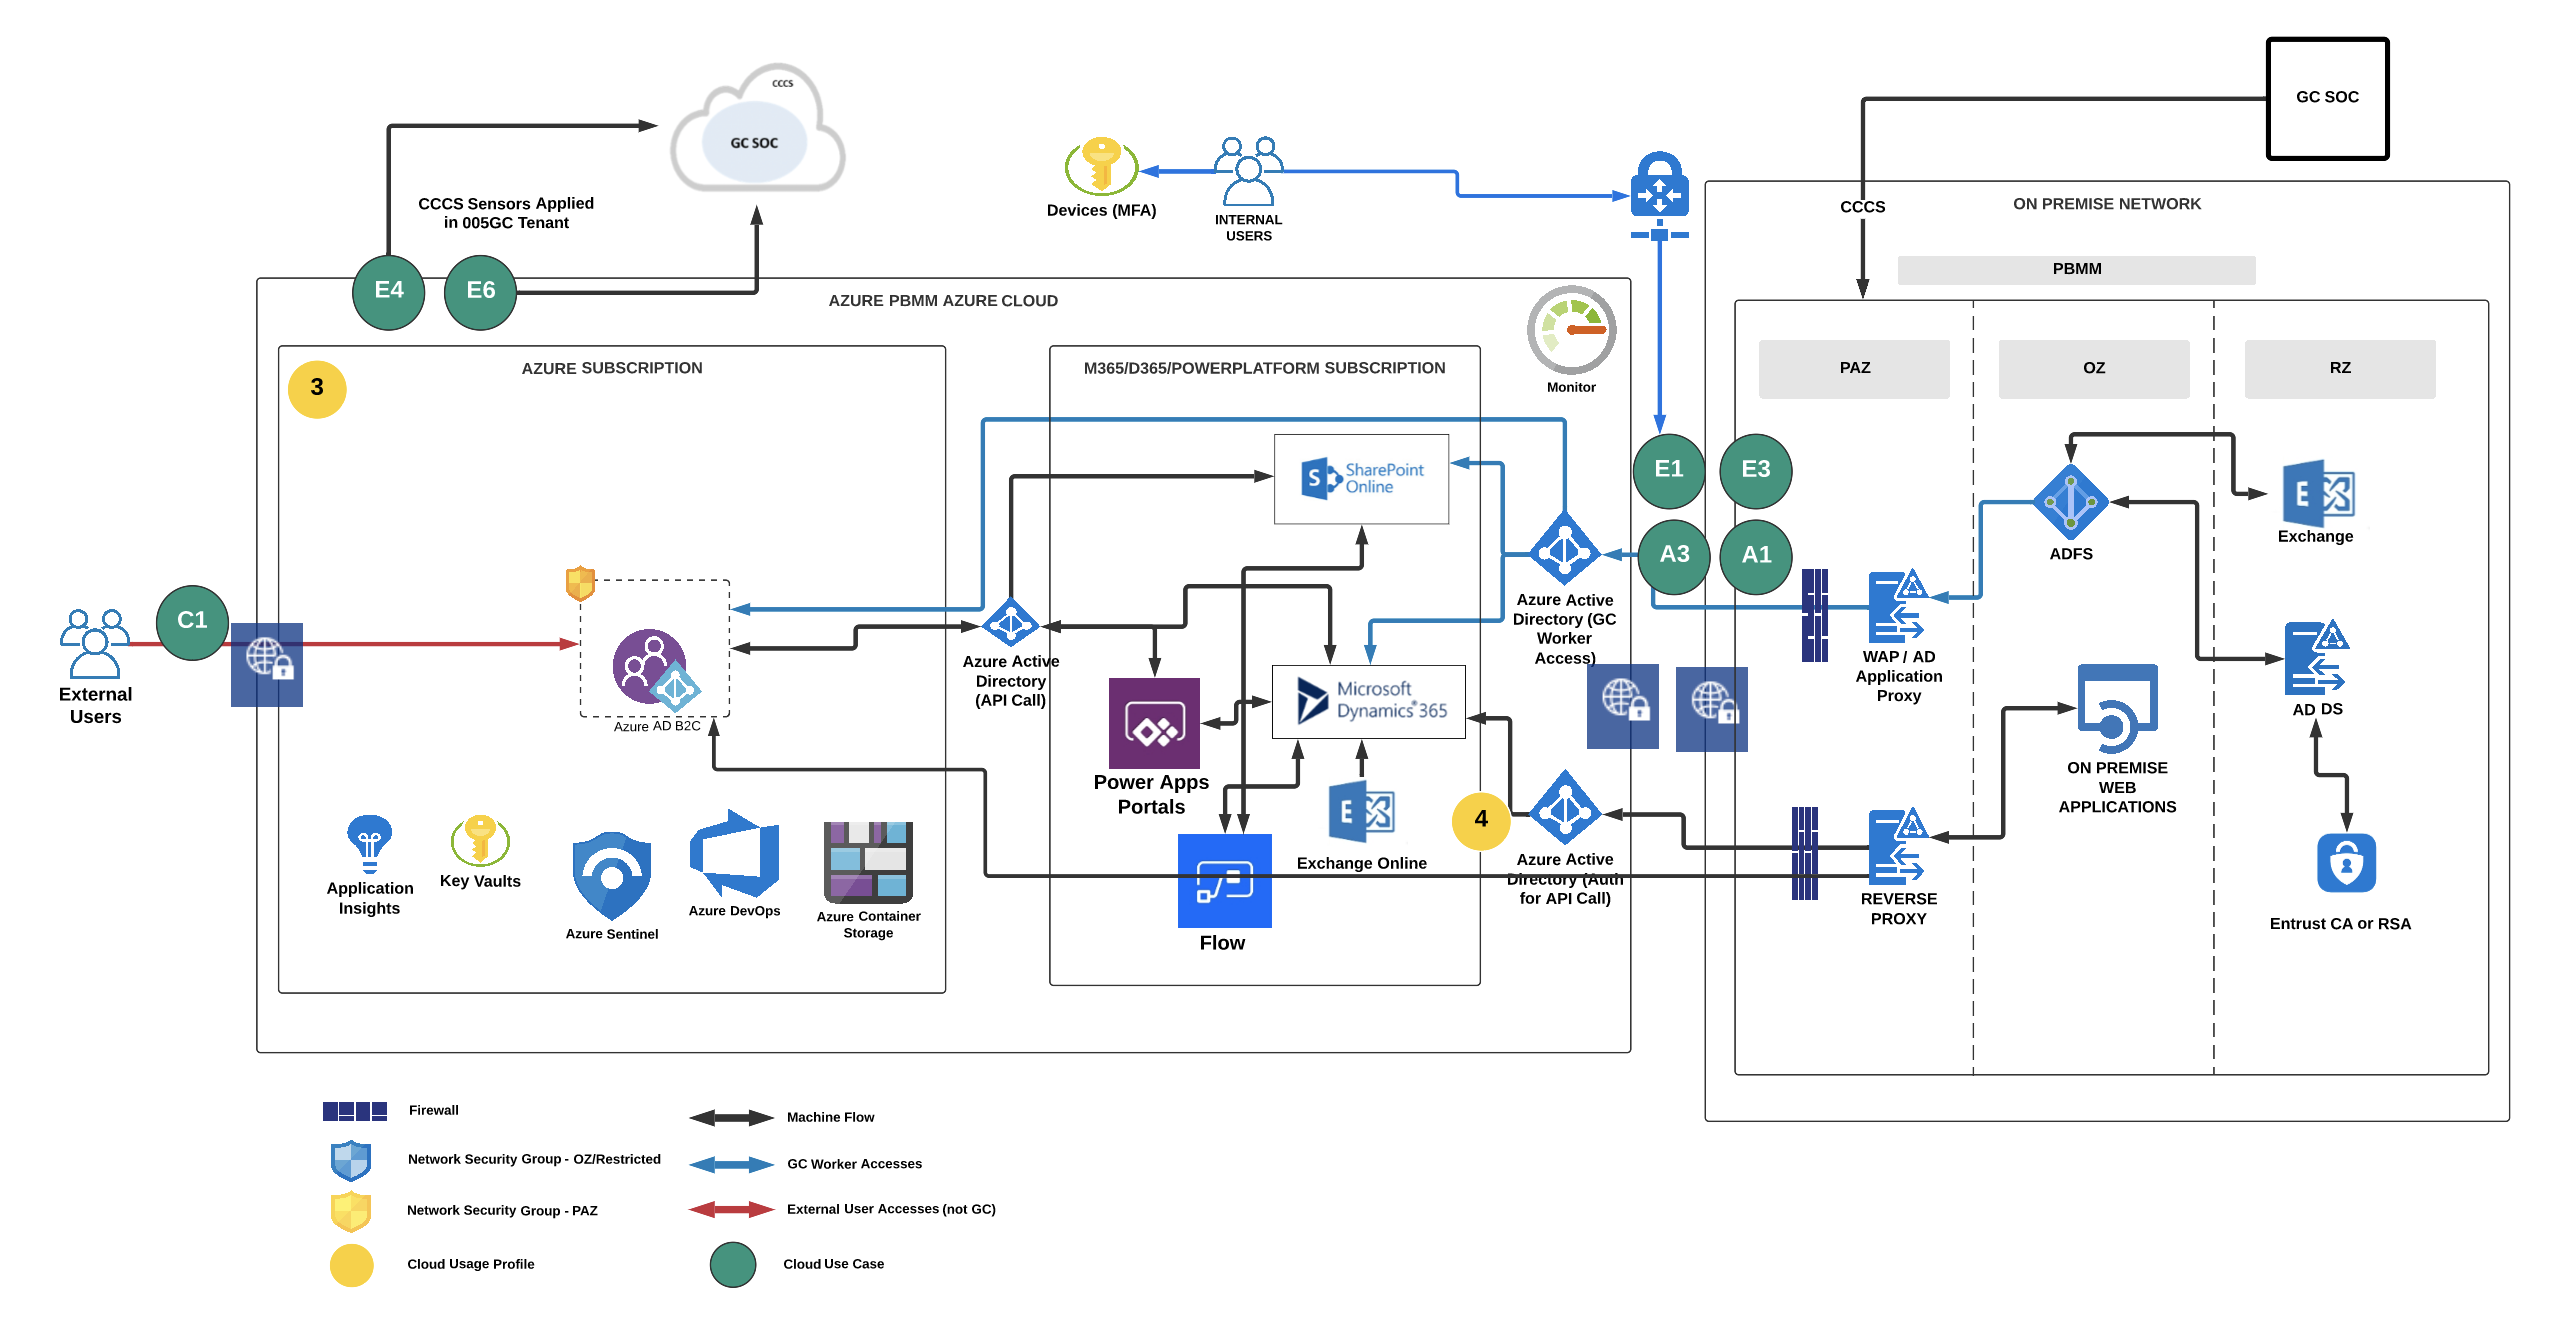 GC SOC
CCCS
GC SOC
CCCS Sensors Applied
in 005GC Tenant
Devices (MFA)
INTERNAL
USERS
CCCS
ON PREMISE NETWORK
PBMM
E4
E6
AZURE PBMM AZURE CLOUD
Monitor
3
AZURE SUBSCRIPTION
M365/D365/POWERPLATFORM SUBSCRIPTION
PAZ
OZ
RZ
E1
E3
A3
A1
S
SharePoint
Online
ADFS
E
Exchange
Azure Active
Directory (GC
Worker
Access)
C1
External
Users
Azure AD B2C
Azure Active
Directory
(API Call)
Microsoft
Dynamics® 365
WAP / AD
Application
Proxy
AD DS
Power Apps
Portals
ON PREMISE
WEB
APPLICATIONS
E
Exchange Online
4
Azure Active
Directory (Auth
for API Call)
Application
Insights
Key Vaults
Azure Sentinel
Azure DevOps
Azure Container
Storage
Flow
REVERSE
PROXY
Entrust CA or RSA
Firewall
Machine Flow
Network Security Group - OZ/Restricted
GC Worker Accesses
Network Security Group - PAZ
External User Accesses (not GC)
Cloud Usage Profile
Cloud Use Case